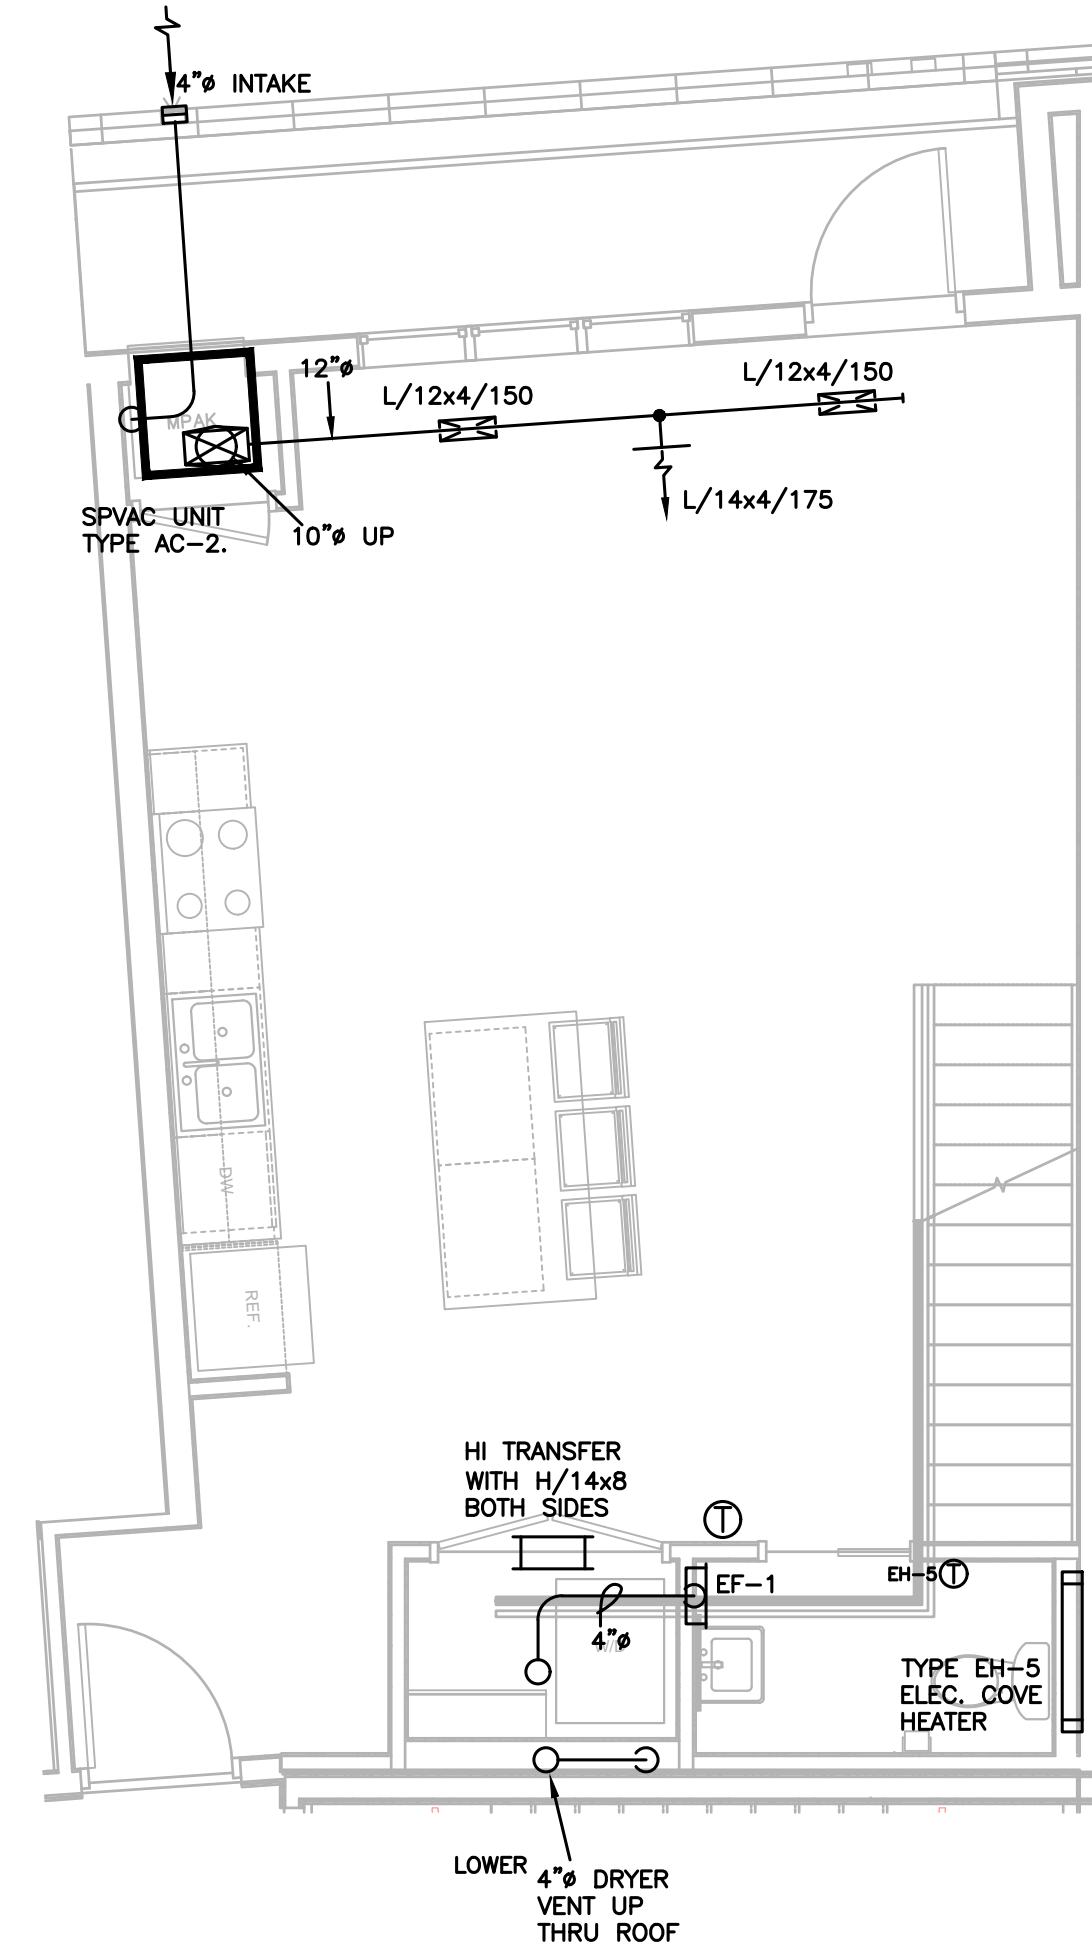 4"ø INTAKE
12"ø
L/12x4/150
L/12x4/150
MPAK
L/14x4/175
SPVAC UNIT
TYPE AC-2.
10"ø UP
DW
REF.
HI TRANSFER
WITH H/14x8
BOTH SIDES
T
EF-1
EH-5 T
4"ø
W/D
TYPE EH-5
ELEC. COVE
HEATER
LOWER
4"ø DRYER
VENT UP
THRU ROOF